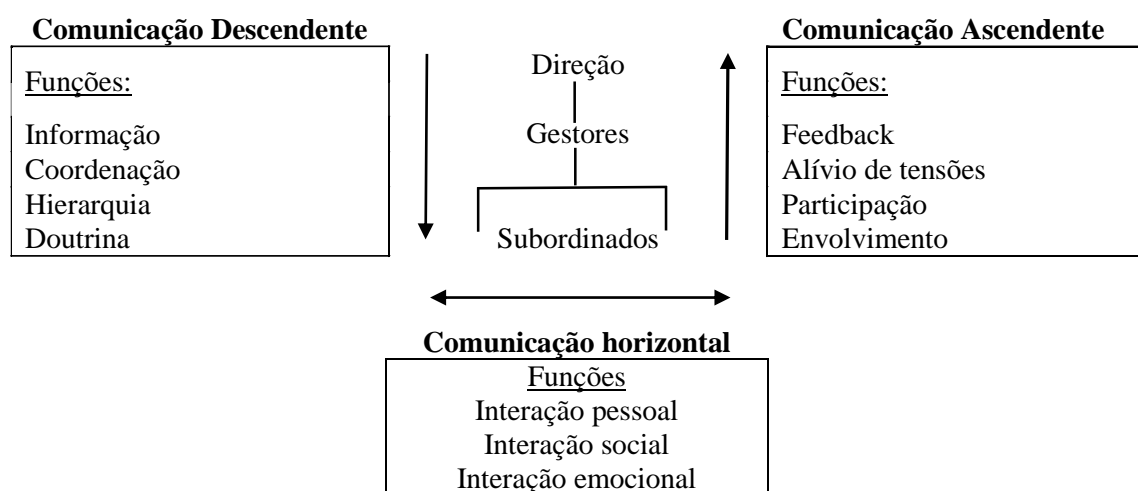 Comunicação Descendente
Funções:
Informação
Coordenação
Hierarquia
Doutrina
Direção
Gestores
Subordinados
Comunicação Ascendente
Funções:
Feedback
Alívio de tensões
Participação
Envolvimento
Comunicação horizontal
Funções
Interação pessoal
Interação social
Interação emocional